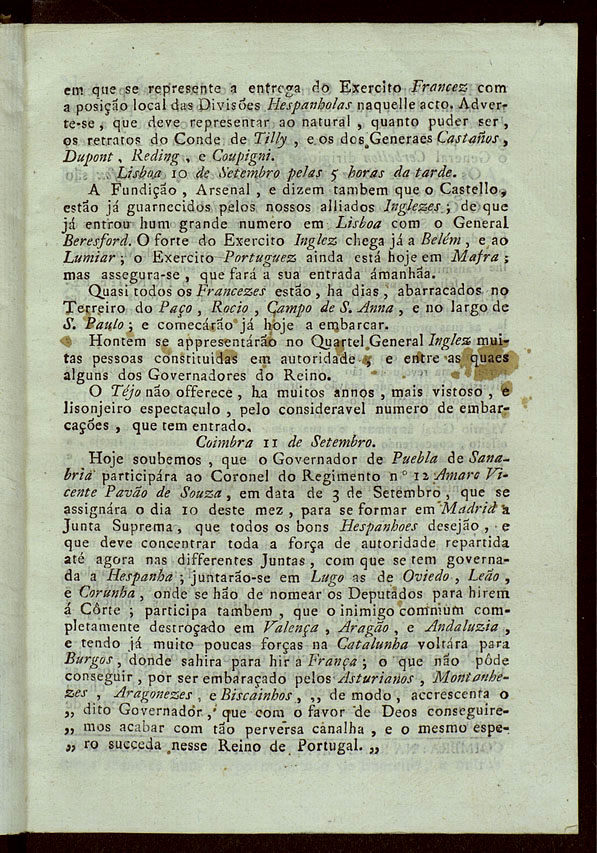 em que se represente a entrega do Exercito Francez com
a posição local das Divisões Hespanholas naquelle acto. Adver-
te-se, que deve representar ao natural, quanto puder ser,
os retratos do Conde de Tilly, e os dos Generaes Castaños,
Dupont, Reding, e Coupigni.
Lisboa 10 de Setembro pelas 5 horas da tarde.
A Fundição, Arsenal, e dizem tambem que o Castello,
estão já guarnecidos pelos nossos alliados Inglezes; de que
já entrou hum grande numero em Lisboa com o General
Beresford. O forte do Exercito Inglez chega já a Belém, e ao
Lumiar; o Exercito Portuguez ainda está hoje em Mafra;
mas assegura-se, que fará a sua entrada ámanhãa.
Quasi todos os Francezes estão, ha dias, abarracados no
Terreiro do Paço, Rocio, Campo de S. Anna, e no largo de
S. Paulo; e comecárão já hoje a embarcar.
Hontem se appresentárão no Quartel General Inglez mui-
tas pessoas constituidas em autoridade, e entre as quaes
alguns dos Governadores do Reino.
O Téjo não offerece, ha muitos annos, mais vistoso, e
lisonjeiro espectaculo, pelo consideravel numero de embar-
cações, que tem entrado.
Coimbra 11 de Setembro.
Hoje soubemos, que o Governador de Puebla de Sana-
bria participára ao Coronel do Regimento n° 12 Amaro Vi-
cente Pavão de Souza, em data de 3 de Setembro, que se
assignára o dia 10 deste mez, para se formar em Madrid a
Junta Suprema, que todos os bons Hespanhoes desejão, e
que deve concentrar toda a força de autoridade repartida
até agora nas differentes Juntas, com que se tem governa-
da a Hespanha; juntarão-se em Lugo as de Oviedo, Leão,
e Corunha, onde se hão de nomear os Deputados para hirem
á Côrte; participa tambem, que o inimigo commum com-
pletamente destroçado em Valença, Aragão, e Andaluzia,
e tendo já muito poucas forças na Catalunha voltára para
Burgos, donde sahira para hir a França; o que não pôde
conseguir, por ser embaraçado pelos Asturianos, Montanhe-
zes, Aragonezes, e Biscainhos, ,, de modo, accrescenta o
,, dito Governador, que com o favor de Deos conseguire-
,, mos acabar com tão perversa cânalha, e o mesmo espe-
,, ro succeda nesse Reino de Portugal. ,,